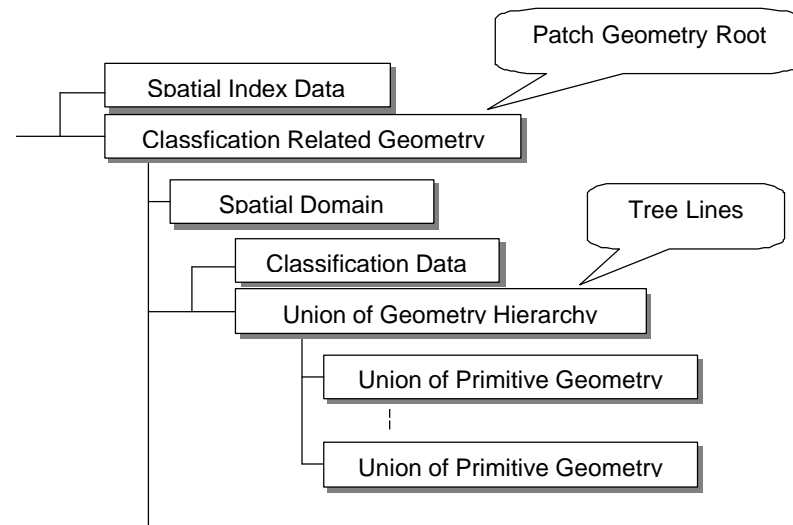 Patch Geometry Root
Spatial Index Data
Classfication Related Geometry
Spatial Domain
Tree Lines
Classification Data
Union of Geometry Hierarchy
Union of Primitive Geometry
Union of Primitive Geometry